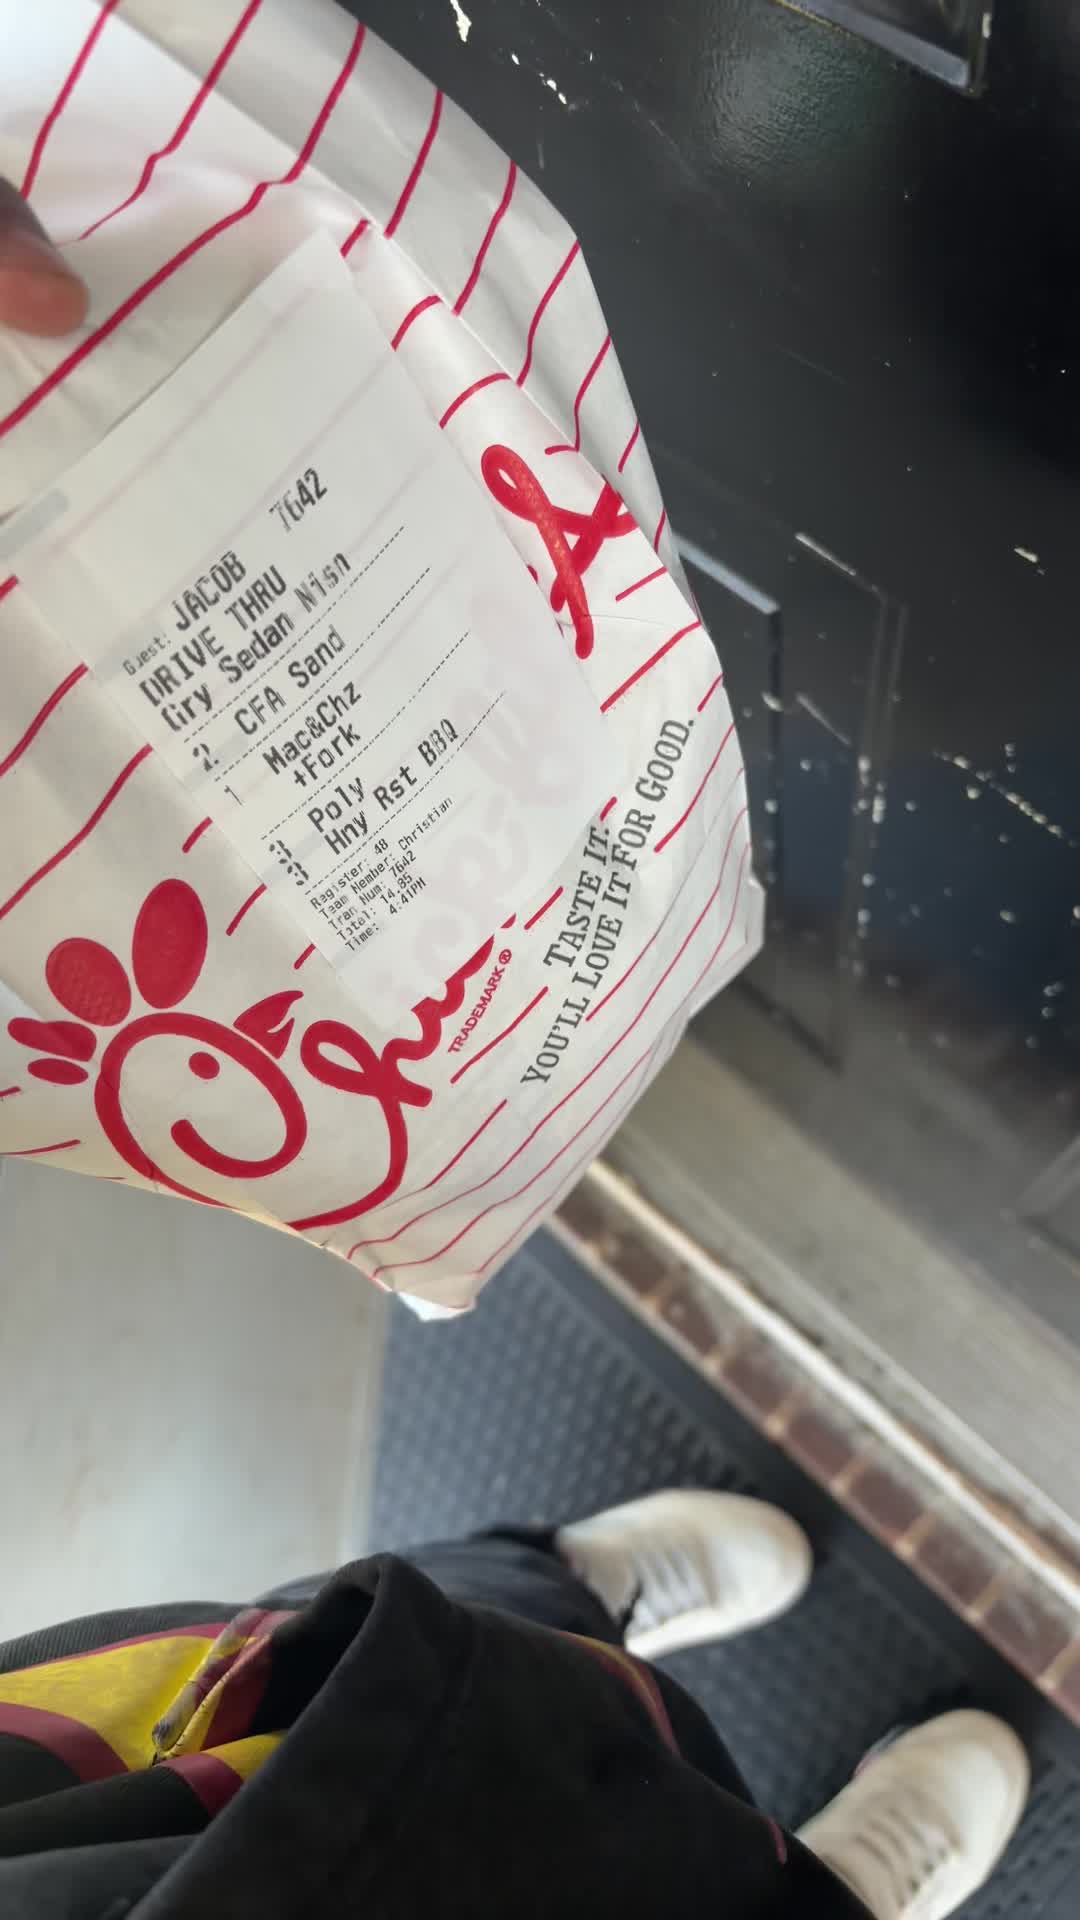 7642
Guest: JACOB
DRIVE THRU
Gry Sedan Nisn
2 CFA Sand
1 Mac&Chz
+Fork
3 Poly
3 Hny Rst BBQ
Register: 48
Team Member: Christian
Tran Num: 7642
Total: 14.85
Time: 4:41PM
Chi
TRADEMARK®
TASTE IT.
YOU'LL LOVE IT FOR GOOD.